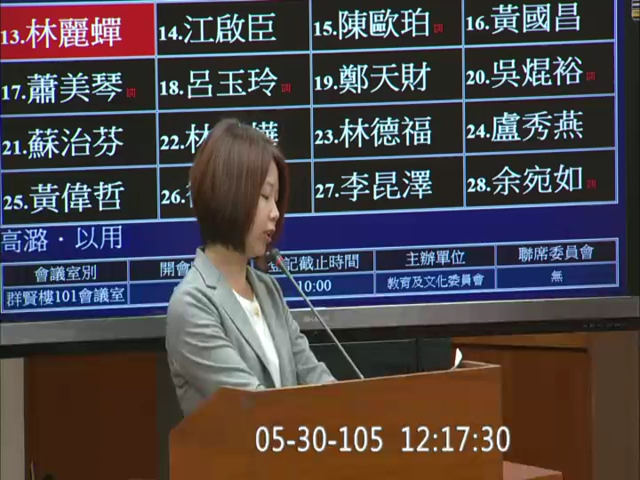 13.林麗蟬 14.江啟臣 15.陳歐珀 16.黃國昌
17.蕭美琴 18.呂玉玲 19.鄭天財 20.吳焜裕
21.蘇治芬 22.林 23.林德福 24.盧秀燕
25.黃偉哲 26. 27.李昆澤 28.余宛如
高潞．以用
會議室別 開會 登記截止時間 主辦單位 聯席委員會
群賢樓101會議室 10:00 教育及文化委員會 無
05-30-105 12:17:30